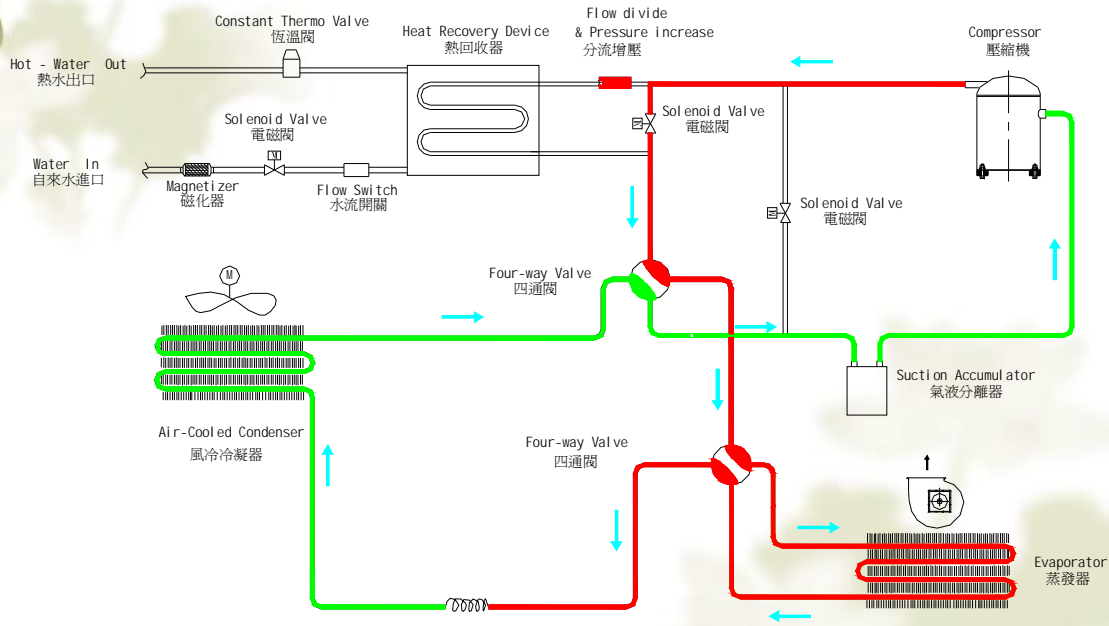 Constant Thermo Valve
恆溫閥
Heat Recovery Device
熱回收器
Flow divide
& Pressure increase
分流增壓
Compressor
壓縮機
Hot - Water Out
熱水出口
Solenoid Valve
電磁閥
Solenoid Valve
電磁閥
M
Water In
自來水進口
Magnetizer
磁化器
Flow Switch
水流開關
Solenoid Valve
電磁閥
M
M
Four-way Valve
四通閥
M
Suction Accumulator
氣液分離器
Air-Cooled Condenser
風冷冷凝器
Four-way Valve
四通閥
Evaporator
蒸發器